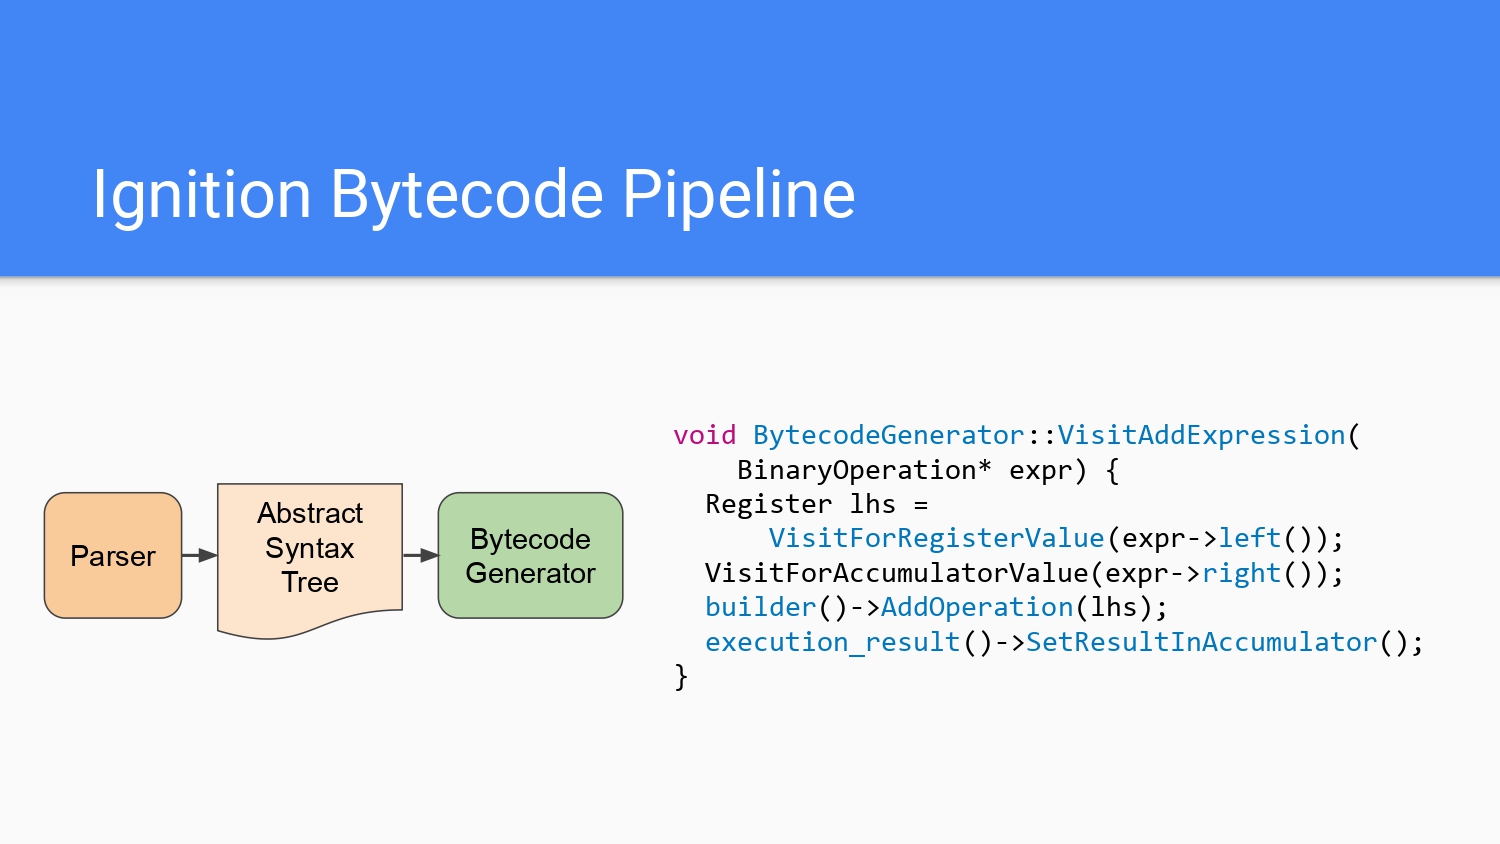 Ignition Bytecode Pipeline
Parser
Abstract
Syntax
Tree
Bytecode
Generator
void BytecodeGenerator::VisitAddExpression(
    BinaryOperation* expr) {
  Register lhs =
      VisitForRegisterValue(expr->left());
  VisitForAccumulatorValue(expr->right());
  builder()->AddOperation(lhs);
  execution_result()->SetResultInAccumulator();
}